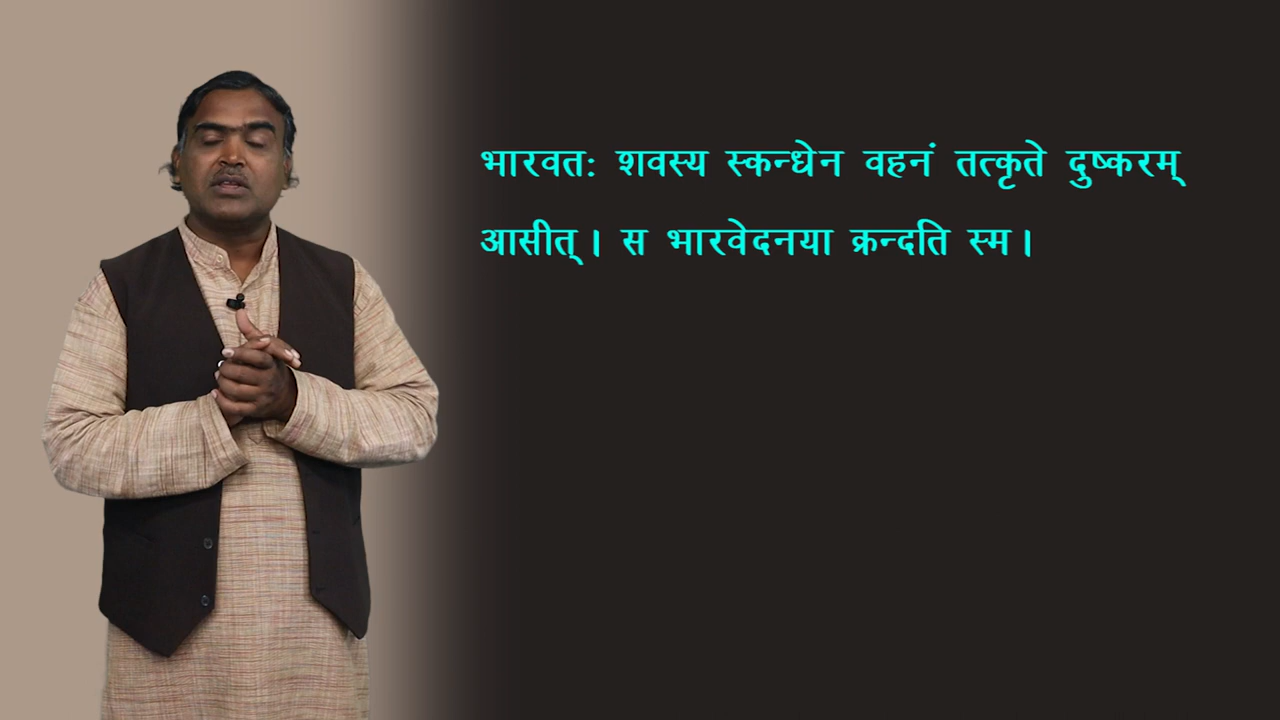 भारवतः शवस्य स्कन्धेन वहनं तत्कृते दुष्करम्
आसीत्। स भारवेदनया क्रन्दति स्म।